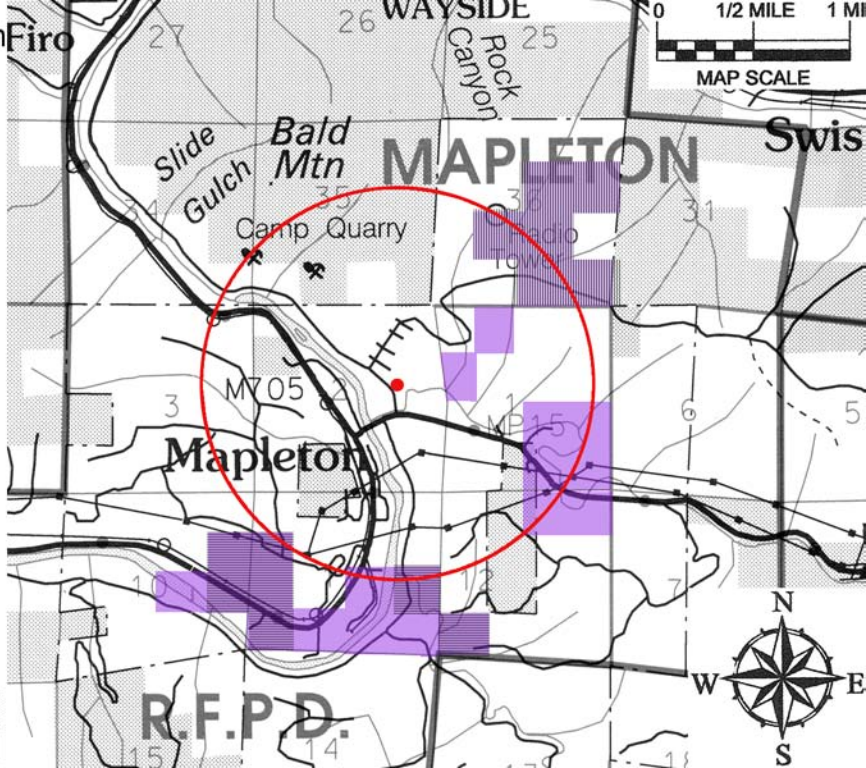 WAYSIDE
0 1/2 MILE 1 MI
MAP SCALE
Firo
27
26
25
Rock
Canyon
Slide
Gulch
Bald
Mtn
MAPLETON
Swis
34
35
36
31
Camp Quarry
Radio
Tower
M705
3
2
1
6
5
MP15
Mapleton
10
12
7
N
W E
S
R.F.P.D.
15
14